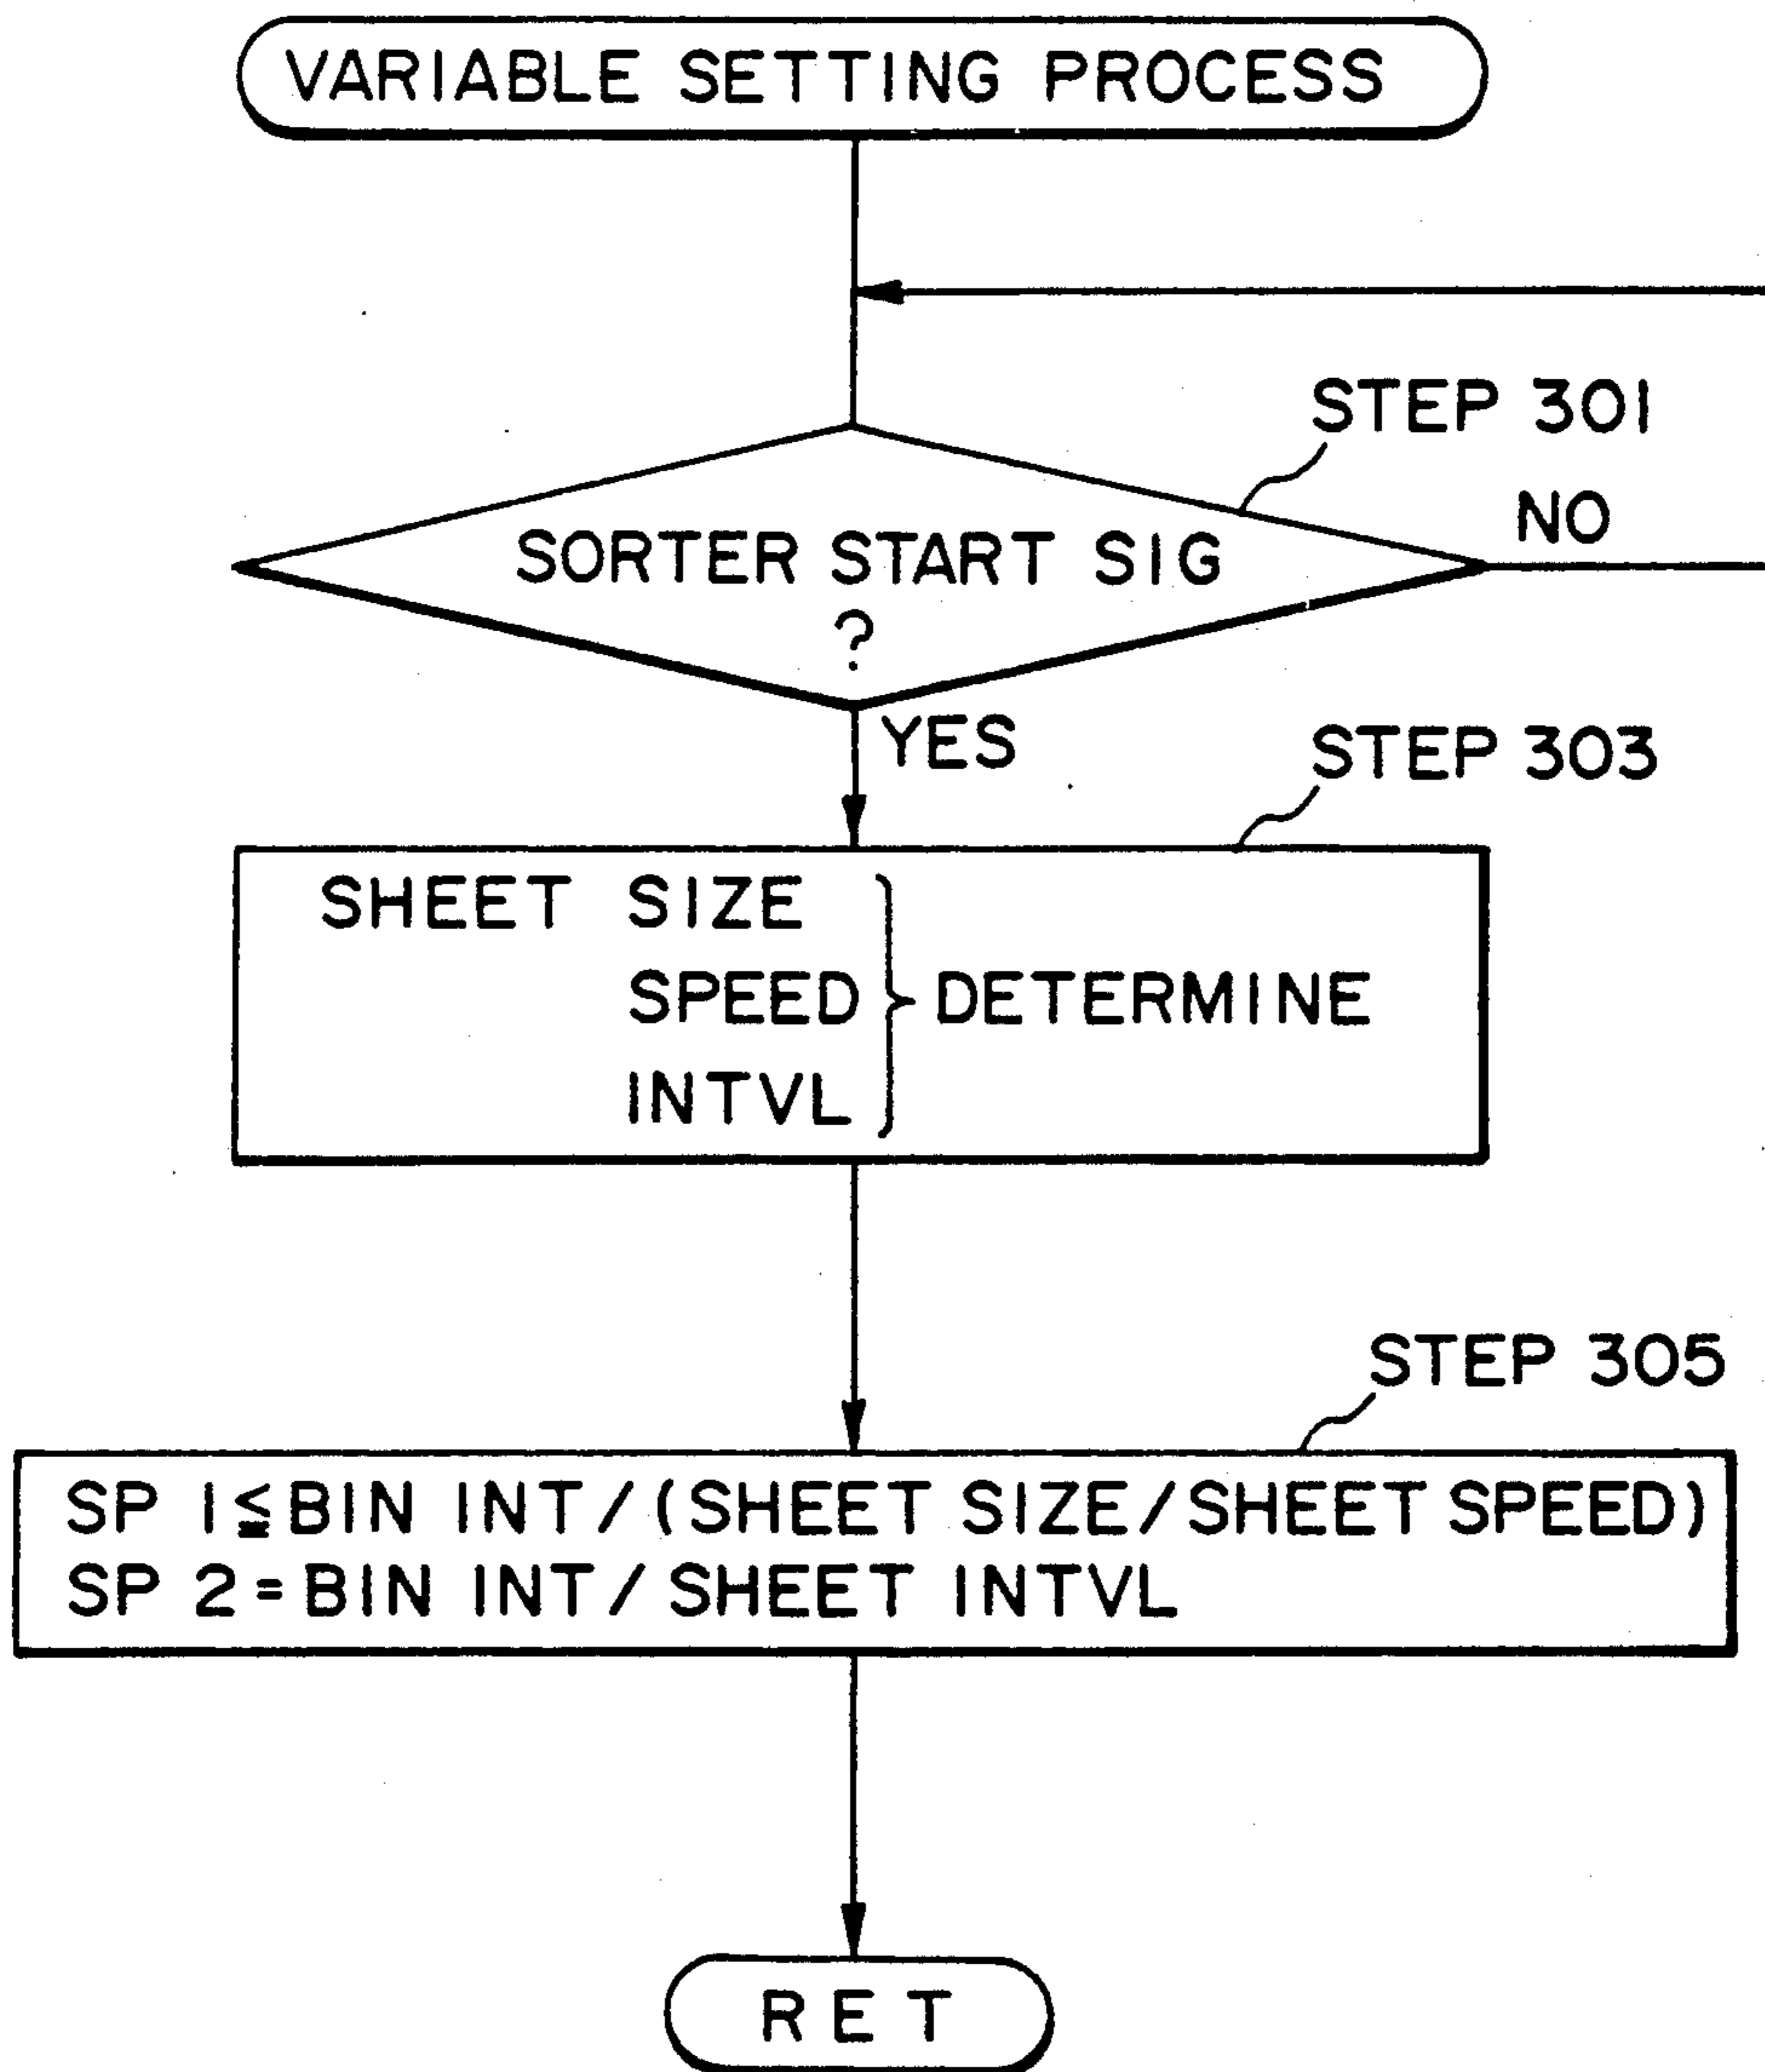 VARIABLE SETTING PROCESS
STEP 301
NO
SORTER START SIG
?
YES
STEP 303
SHEET SIZE
SPEED
DETERMINE
INTVL
STEP 305
SP 1≦BIN INT/(SHEET SIZE/SHEET SPEED)
SP 2=BIN INT/SHEET INTVL
RET